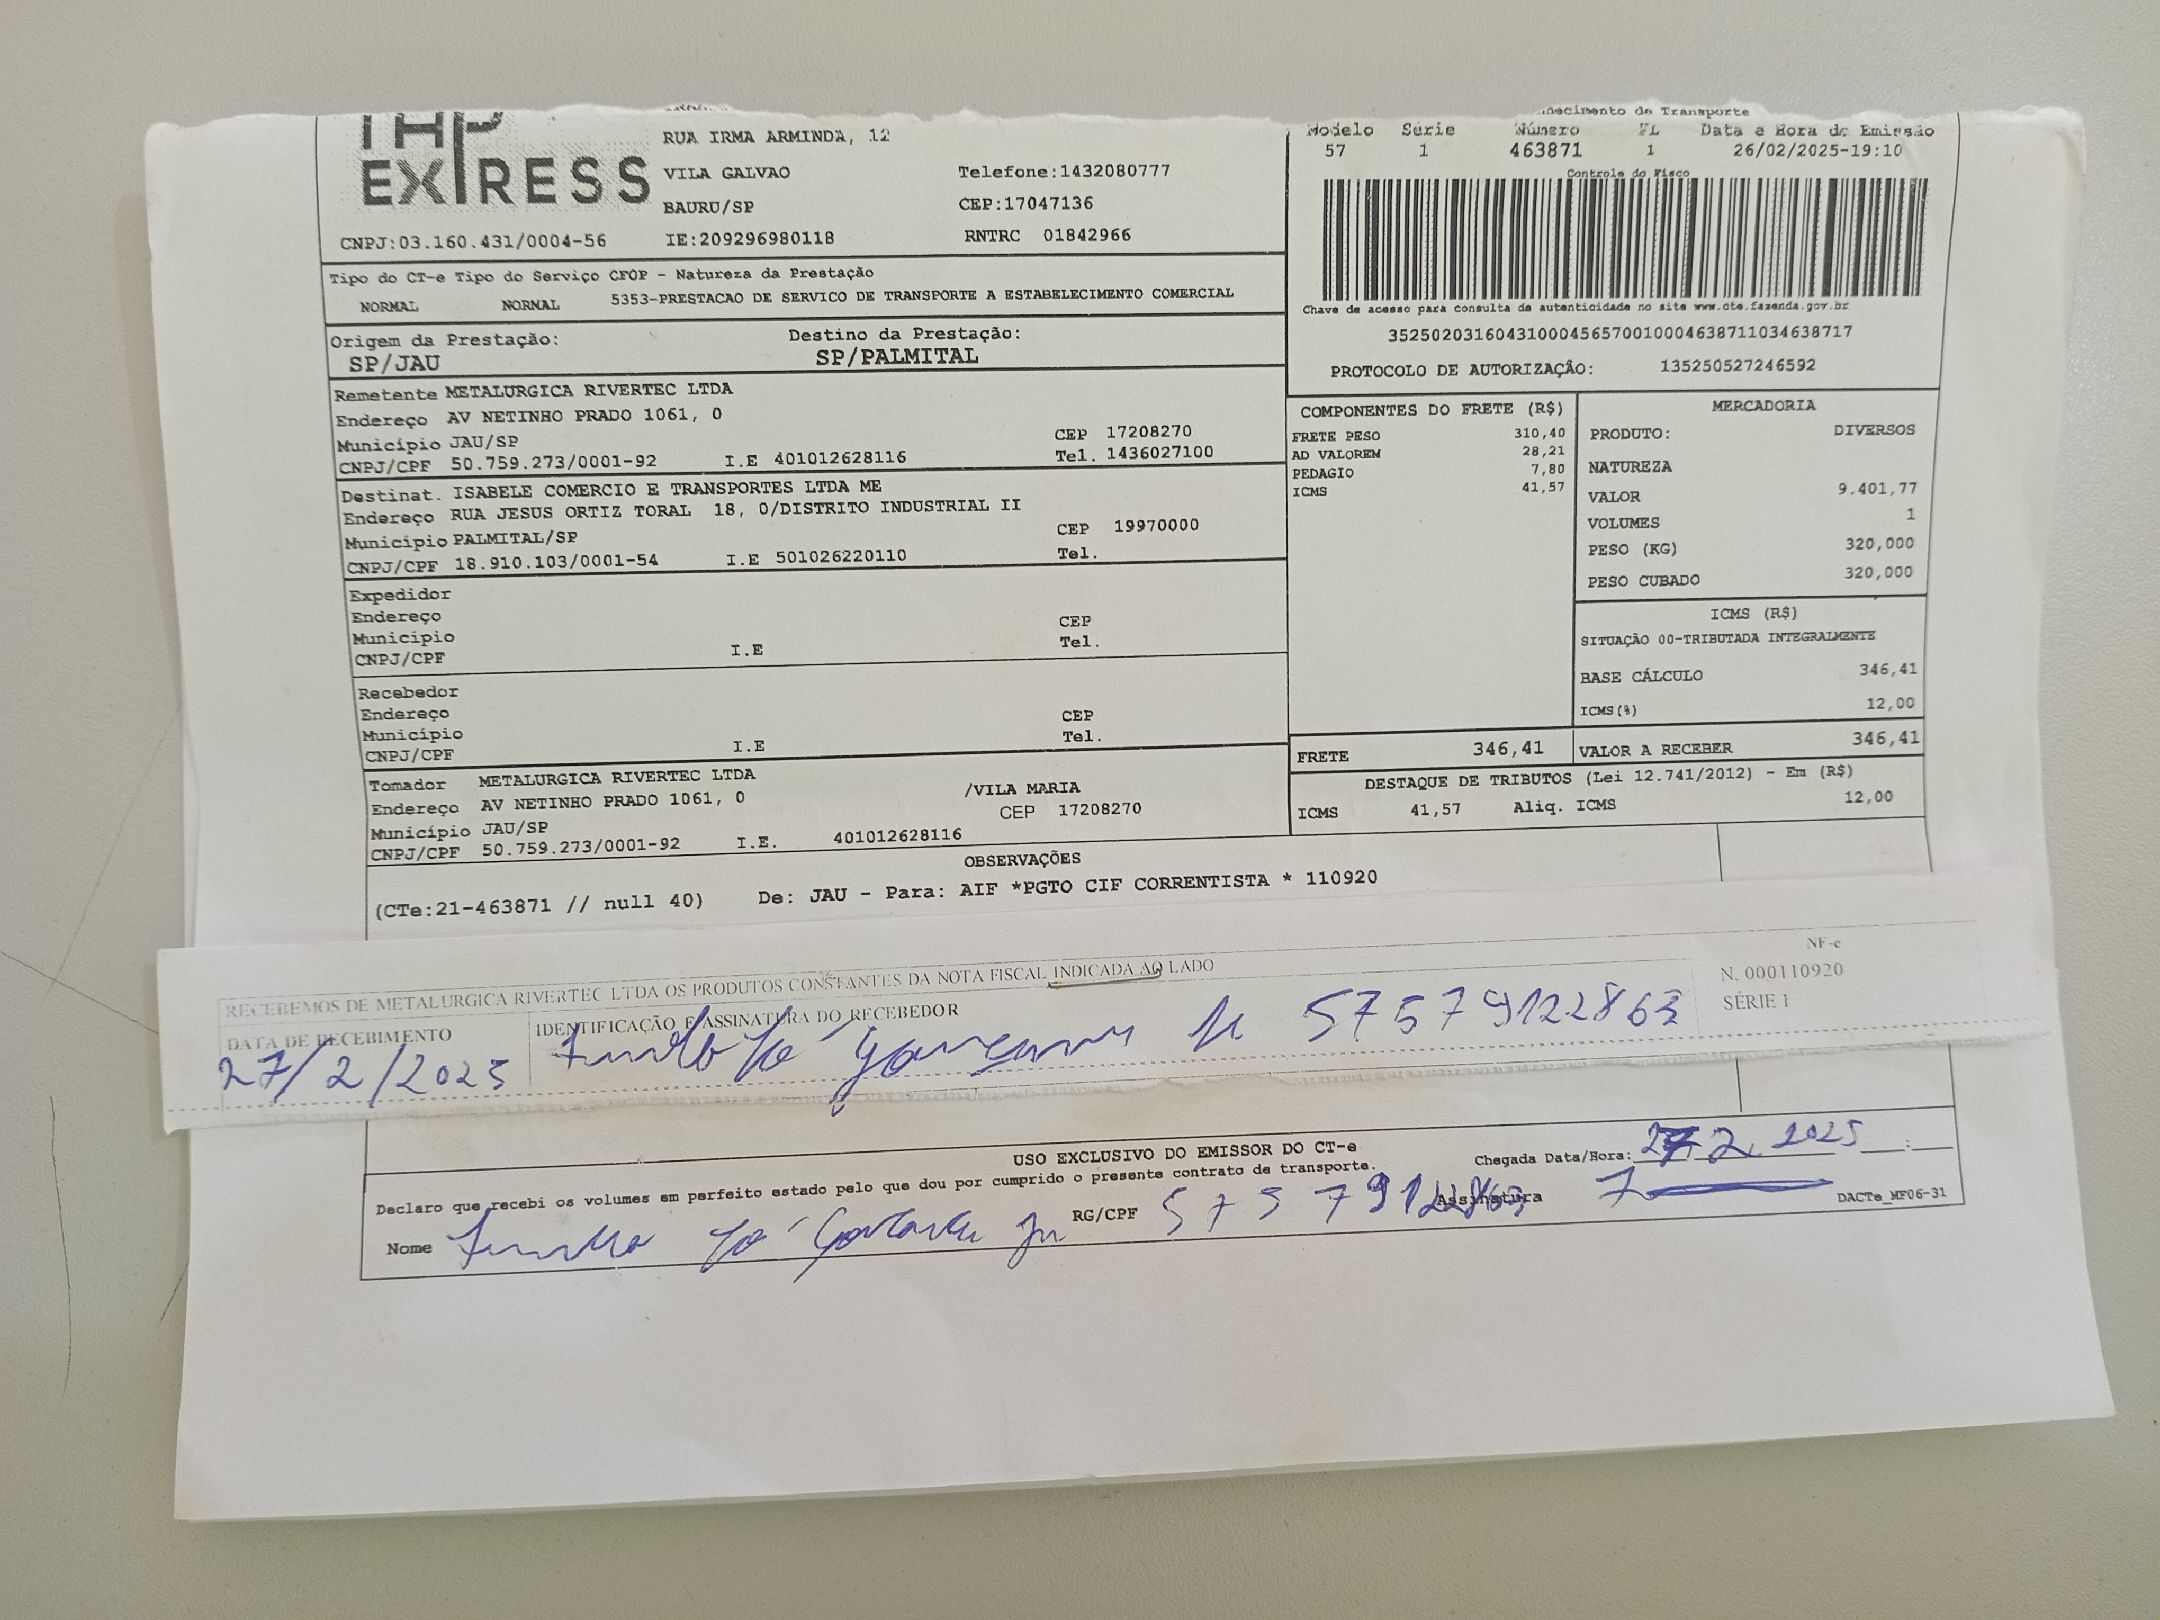 EXPRESS
RUA IRMA ARMINDA, 12
VILA GALVAO Telefone:1432080777
BAURU/SP CEP:17047136
CNPJ:03.160.431/0004-56 IE:209296980118 RNTRC 01842966
de Transporte
Modelo Série Número FL Data e Hora de Emissão
57 1 463871 1 26/02/2025-19:10
Controle do Fisco
Chave de acesso para consulta de autenticidade no site www.cte.fazenda.gov.br
35250203160431000456570010004638711034638717
PROTOCOLO DE AUTORIZAÇÃO: 135250527246592
Tipo do CT-e Tipo do Serviço CFOP - Natureza da Prestação
NORMAL NORMAL 5353-PRESTACAO DE SERVICO DE TRANSPORTE A ESTABELECIMENTO COMERCIAL
Origem da Prestação: Destino da Prestação:
SP/JAU SP/PALMITAL
Remetente METALURGICA RIVERTEC LTDA
Endereço AV NETINHO PRADO 1061, 0
Município JAU/SP CEP 17208270
CNPJ/CPF 50.759.273/0001-92 I.E 401012628116 Tel. 1436027100
Destinat. ISABELE COMERCIO E TRANSPORTES LTDA ME
Endereço RUA JESUS ORTIZ TORAL 18, 0/DISTRITO INDUSTRIAL II
Município PALMITAL/SP CEP 19970000
CNPJ/CPF 18.910.103/0001-54 I.E 501026220110 Tel.
Expedidor
Endereço
Município CEP
CNPJ/CPF I.E Tel.
Recebedor
Endereço
Município CEP
CNPJ/CPF I.E Tel.
Tomador METALURGICA RIVERTEC LTDA
Endereço AV NETINHO PRADO 1061, 0 /VILA MARIA
Município JAU/SP CEP 17208270
CNPJ/CPF 50.759.273/0001-92 I.E. 401012628116
COMPONENTES DO FRETE (R$)
FRETE PESO 310,40
AD VALOREM 28,21
PEDAGIO 7,80
ICMS 41,57
MERCADORIA
PRODUTO: DIVERSOS
NATUREZA
VALOR 9.401,77
VOLUMES 1
PESO (KG) 320,000
PESO CUBADO 320,000
ICMS (R$)
SITUAÇÃO 00-TRIBUTADA INTEGRALMENTE
BASE CÁLCULO 346,41
ICMS(%) 12,00
FRETE 346,41 VALOR A RECEBER 346,41
DESTAQUE DE TRIBUTOS (Lei 12.741/2012) - Em (R$)
ICMS 41,57 Aliq. ICMS 12,00
OBSERVAÇÕES
(CTe:21-463871 // null 40) De: JAU - Para: AIF *PGTO CIF CORRENTISTA * 110920
RECEBEMOS DE METALURGICA RIVERTEC LTDA OS PRODUTOS CONSTANTES DA NOTA FISCAL INDICADA AO LADO
NF-e
N. 000110920
SÉRIE 1
DATA DE RECEBIMENTO IDENTIFICAÇÃO E ASSINATURA DO RECEBEDOR
27/2/2025 57579122863
USO EXCLUSIVO DO EMISSOR DO CT-e
Declaro que recebi os volumes em perfeito estado pelo que dou por cumprido o presente contrato de transporte.
Chegada Data/Hora: 27 2 2025
Nome RG/CPF 57579122863 Assinatura
DACTe_MF06-31